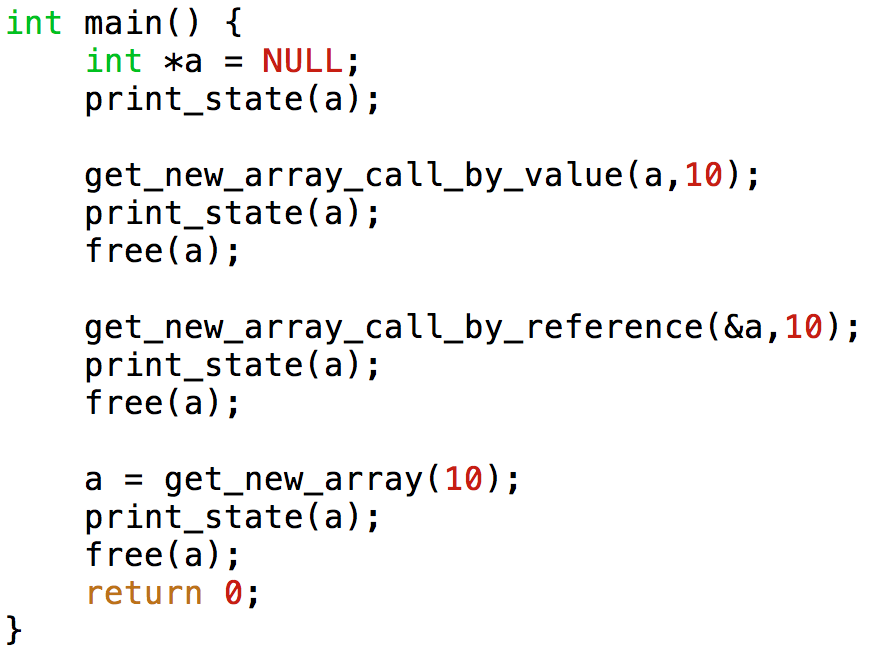 int main() {
    int *a = NULL;
    print_state(a);

    get_new_array_call_by_value(a,10);
    print_state(a);
    free(a);

    get_new_array_call_by_reference(&a,10);
    print_state(a);
    free(a);

    a = get_new_array(10);
    print_state(a);
    free(a);
    return 0;
}